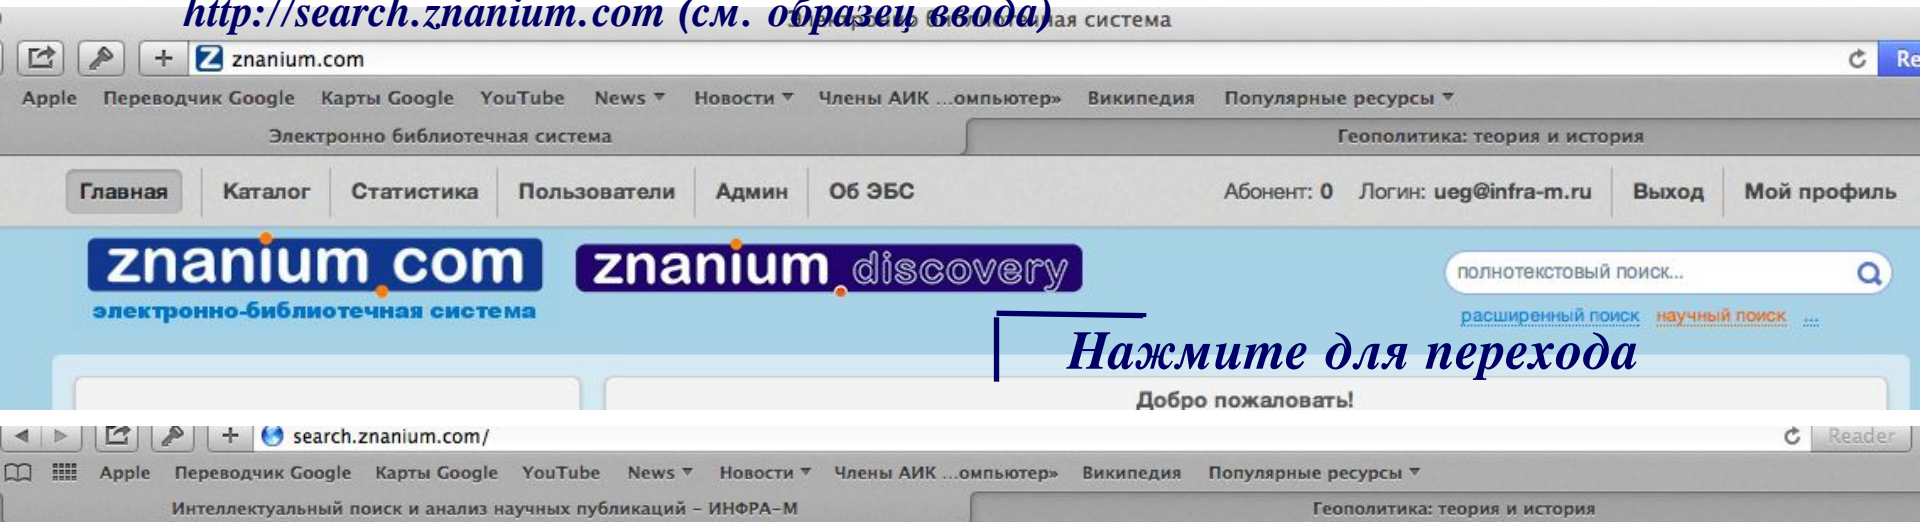 http://search.znanium.com (см. образец ввода)
Электронно библиотечная система
znanium.com Re
Apple Переводчик Google Карты Google YouTube News Новости Члены АИК ...омпьютер» Википедия Популярные ресурсы
Электронно библиотечная система Геополитика: теория и история
Главная Каталог Статистика Пользователи Админ Об ЭБС Абонент: 0 Логин: ueg@infra-m.ru Выход Мой профиль
znanium.com znanium.discovery полнотекстовый поиск...
электронно-библиотечная система расширенный поиск научный поиск ...
Нажмите для перехода
Добро пожаловать!
search.znanium.com/ Reader
Apple Переводчик Google Карты Google YouTube News Новости Члены АИК ...омпьютер» Википедия Популярные ресурсы
Интеллектуальный поиск и анализ научных публикаций – ИНФРА-М Геополитика: теория и история